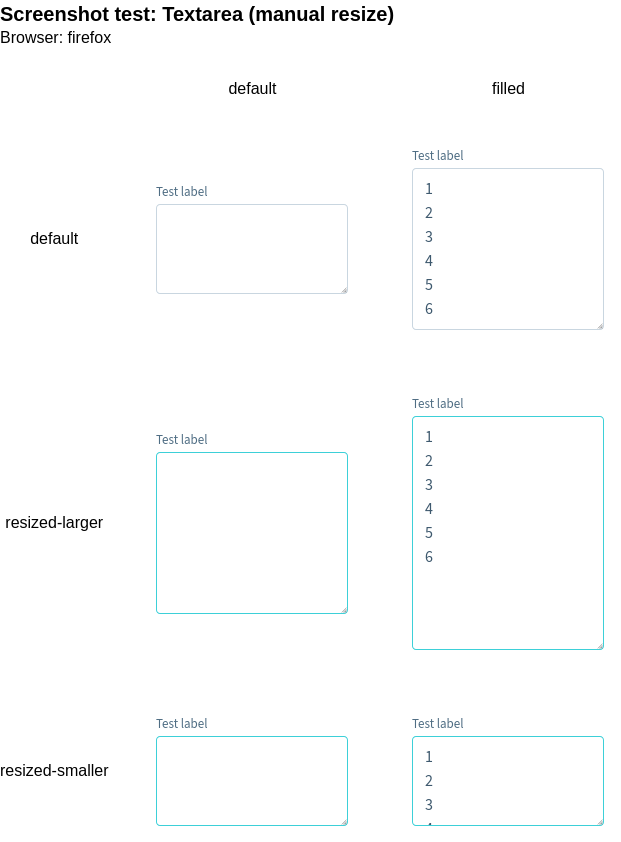 Screenshot test: Textarea (manual resize)
Browser: firefox
default filled
default
Test label
Test label
1
2
3
4
5
6
resized-larger
Test label
Test label
1
2
3
4
5
6
resized-smaller
Test label
Test label
1
2
3